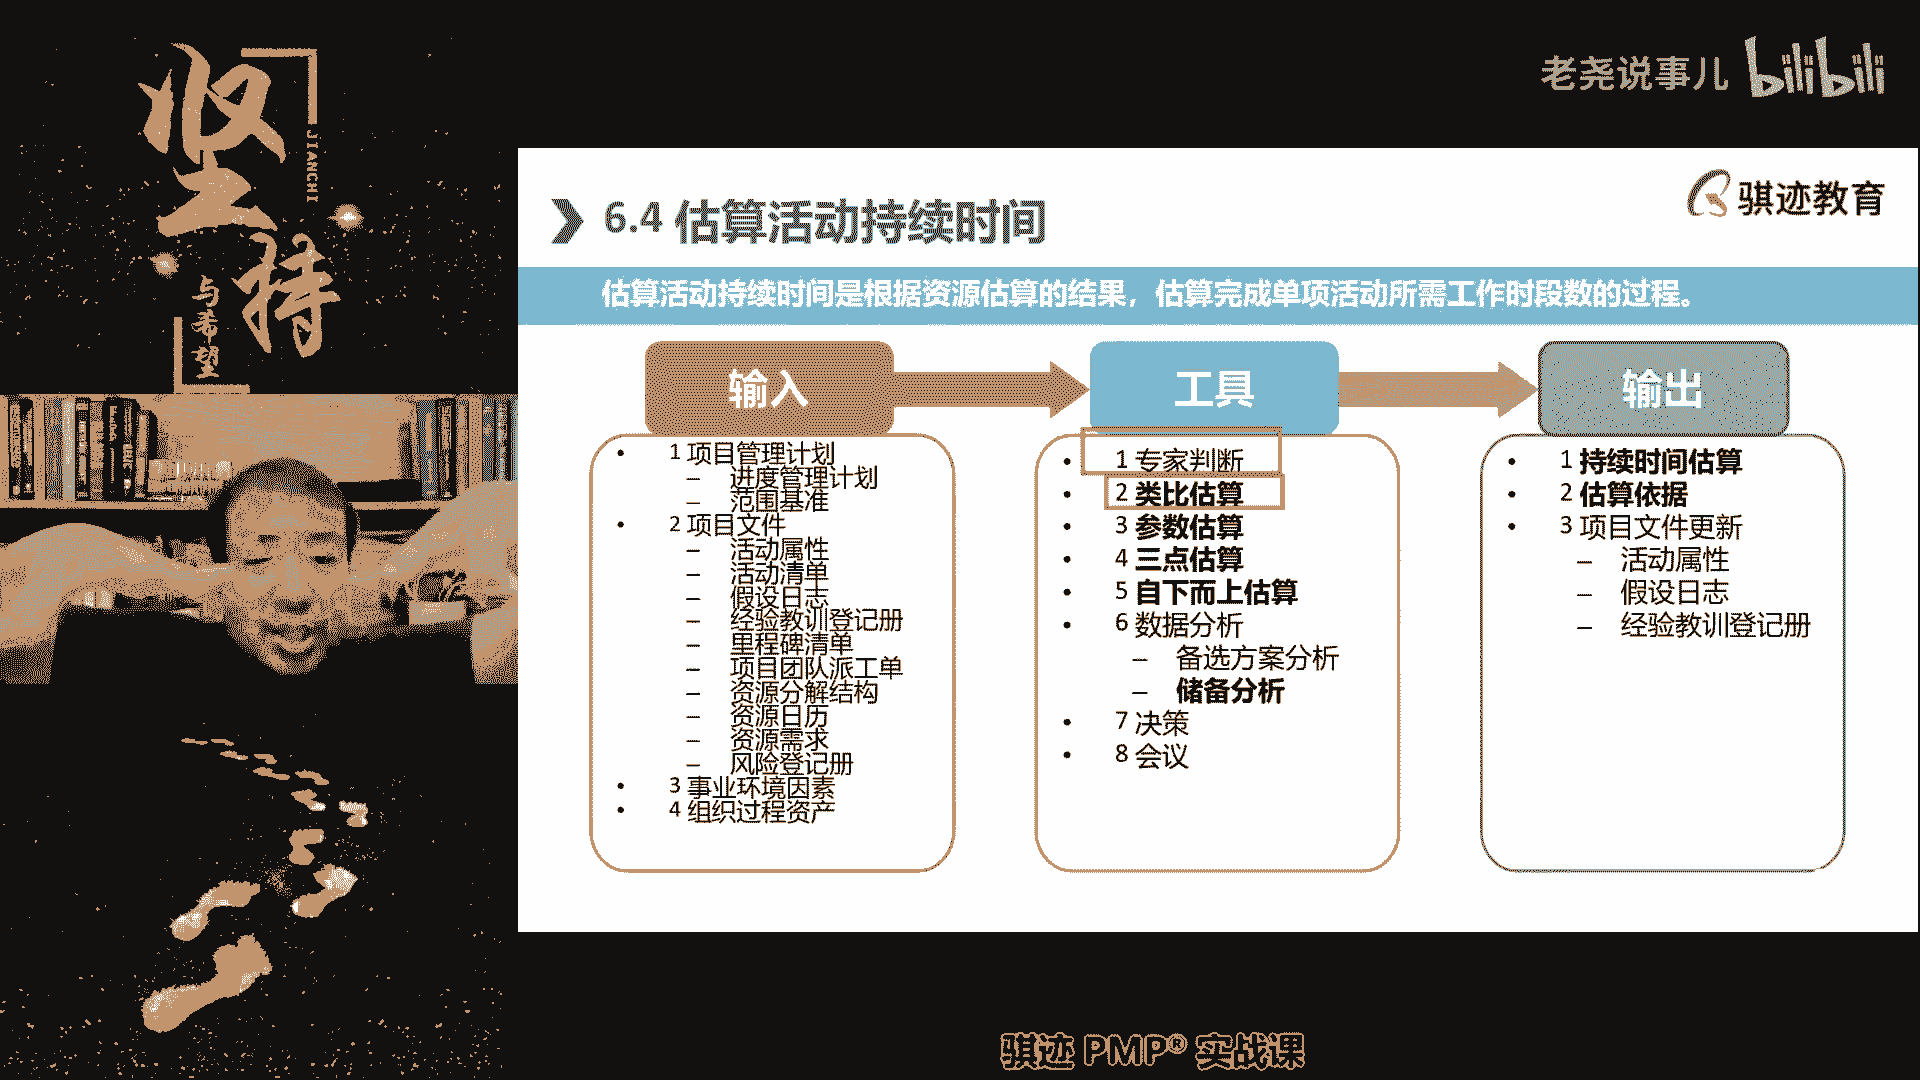 坚持
JIANCHI
与希望
老尧说事儿 bilibili
骐迹教育
6.4 估算活动持续时间
估算活动持续时间是根据资源估算的结果，估算完成单项活动所需工作时段数的过程。
输入
• 1 项目管理计划
– 进度管理计划
– 范围基准
• 2 项目文件
– 活动属性
– 活动清单
– 假设日志
– 经验教训登记册
– 里程碑清单
– 项目团队派工单
– 资源分解结构
– 资源日历
– 资源需求
– 风险登记册
• 3 事业环境因素
• 4 组织过程资产
工具
• 1 专家判断
• 2 类比估算
• 3 参数估算
• 4 三点估算
• 5 自下而上估算
• 6 数据分析
– 备选方案分析
– 储备分析
• 7 决策
• 8 会议
输出
• 1 持续时间估算
• 2 估算依据
• 3 项目文件更新
– 活动属性
– 假设日志
– 经验教训登记册
骐迹 PMP® 实战课